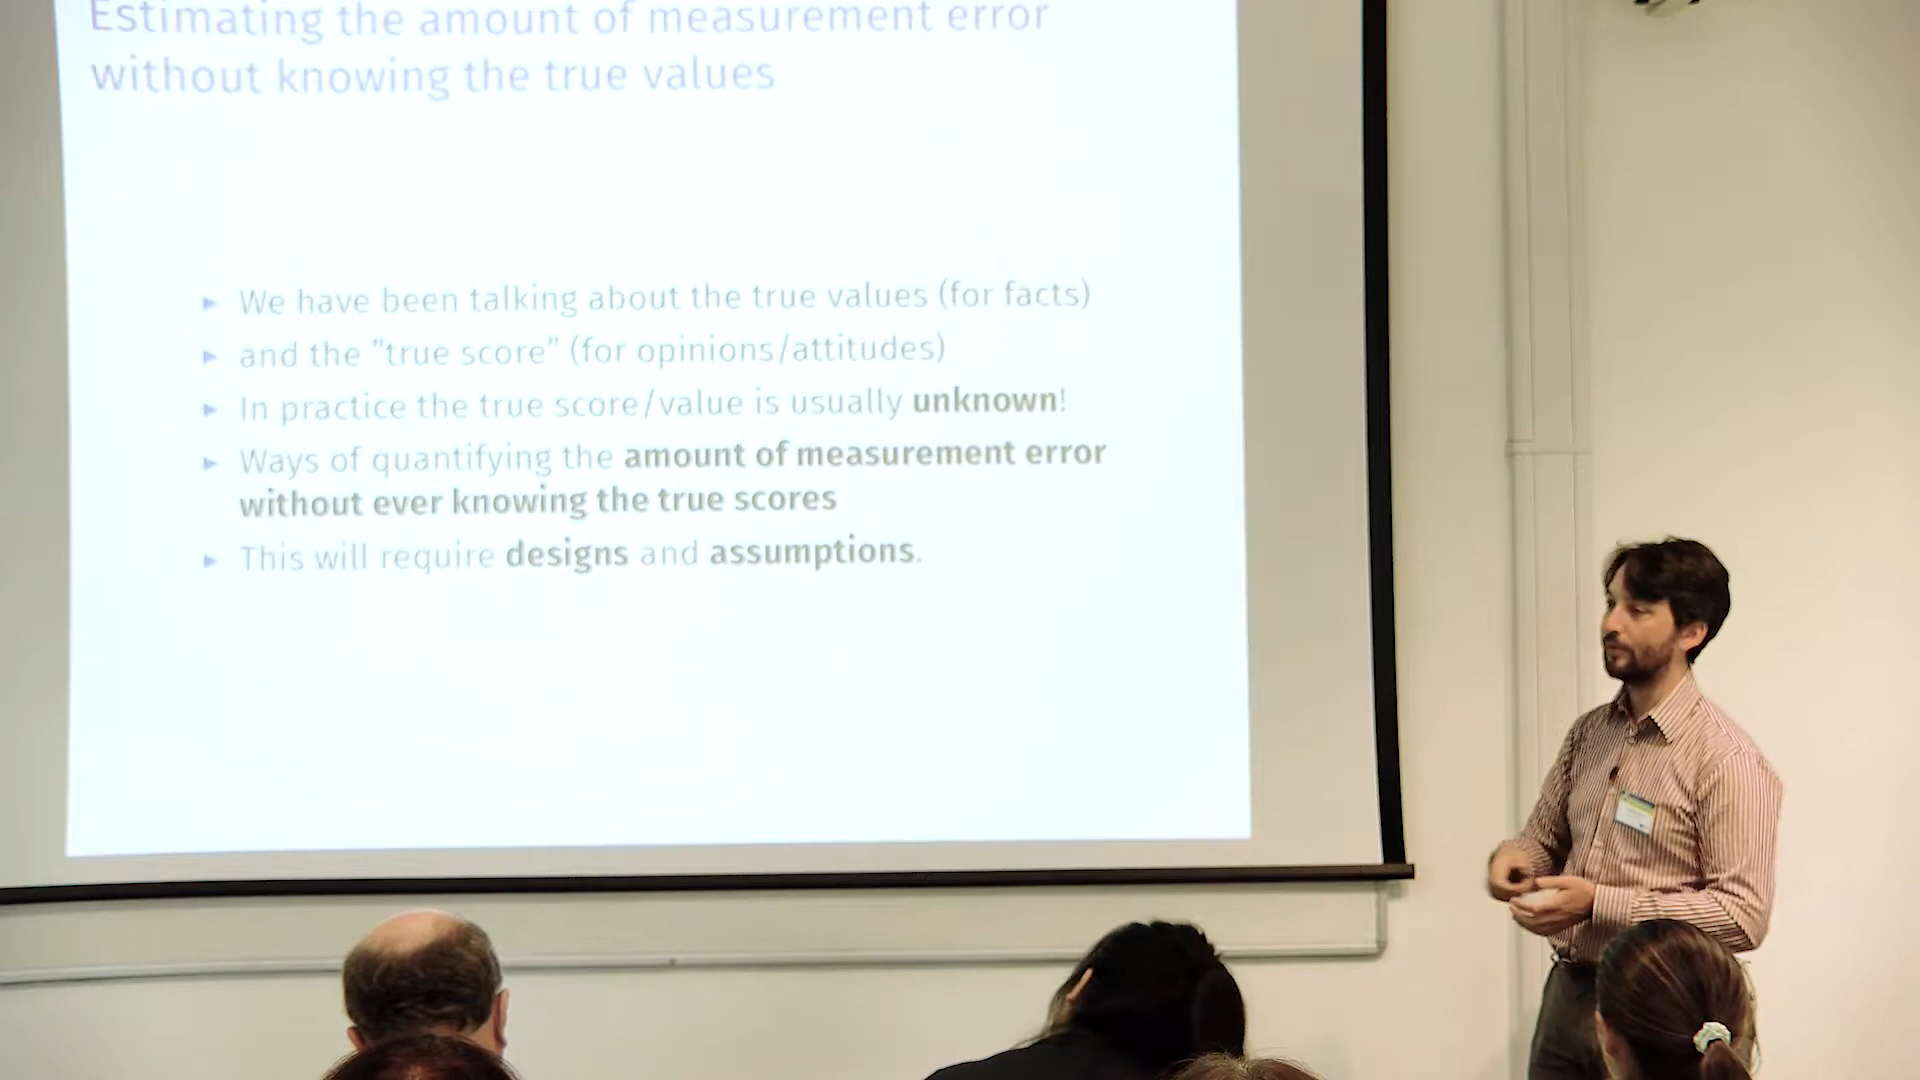 Estimating the amount of measurement error
without knowing the true values
► We have been talking about the true values (for facts)
► and the ”true score” (for opinions/attitudes)
► In practice the true score/value is usually unknown!
► Ways of quantifying the amount of measurement error
without ever knowing the true scores
► This will require designs and assumptions.